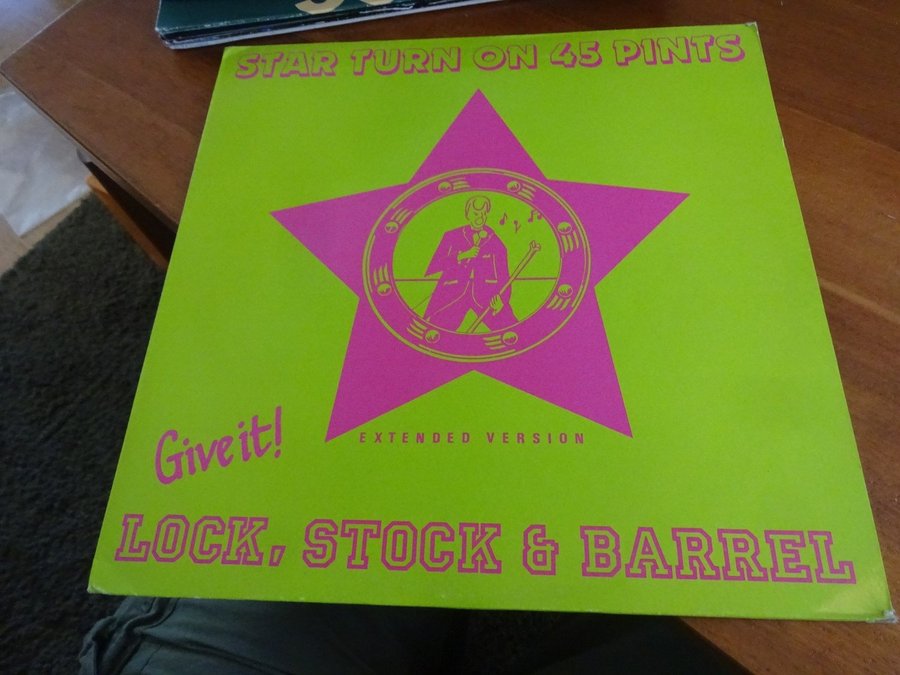 STAR TURN ON 45 PINTS
EXTENDED VERSION
Give it!
LOCK, STOCK & BARREL